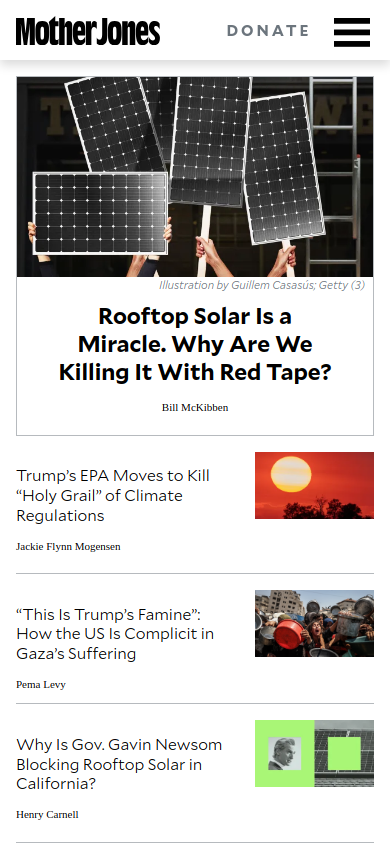 Mother Jones
DONATE
Illustration by Guillem Casasús; Getty (3)
Rooftop Solar Is a
Miracle. Why Are We
Killing It With Red Tape?
Bill McKibben
Trump’s EPA Moves to Kill
“Holy Grail” of Climate
Regulations
Jackie Flynn Mogensen
“This Is Trump’s Famine”:
How the US Is Complicit in
Gaza’s Suffering
Pema Levy
Why Is Gov. Gavin Newsom
Blocking Rooftop Solar in
California?
Henry Carnell